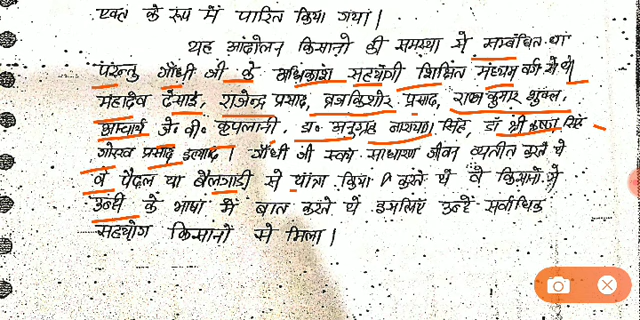 एक्ट के रूप में पारित किया गया।
यह आंदोलन किसानो की समस्या से सम्बंधित था
परन्तु गाँधी जी के अधिकांश सहयोगी शिक्षित मध्यम वर्ग से थे।
महादेव देसाई, राजेन्द्र प्रसाद, ब्रजकिशोर प्रसाद, राजकुमार शुक्ल,
आचार्य जे. वी. कृपलानी, डा. अनुग्रह नारायण सिंह, डॉ श्री कृष्ण सिंह
गोरख प्रसाद इत्यादि। गाँधी जी स्वयं साधारण जीवन व्यतीत करते थे
वे पैदल या बैलगाडी से यात्रा किया करते थे वे किसानो से
उन्ही के भाषा में बात करते थे इसलिए उन्हें सर्वाधिक
सहयोग किसानों से मिला।